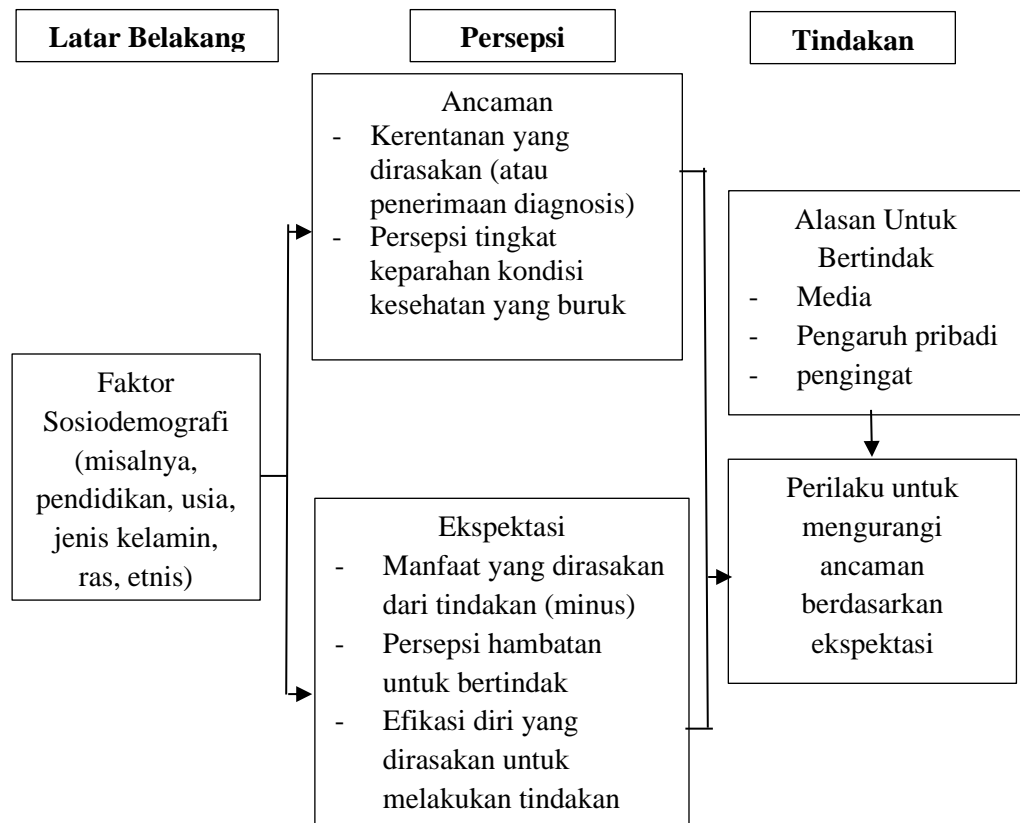 Latar Belakang
Persepsi
Tindakan
Ancaman
- Kerentanan yang
dirasakan (atau
penerimaan diagnosis)
- Persepsi tingkat
keparahan kondisi
kesehatan yang buruk
Alasan Untuk
Bertindak
- Media
- Pengaruh pribadi
- pengingat
Faktor
Sosiodemografi
(misalnya,
pendidikan, usia,
jenis kelamin,
ras, etnis)
Ekspektasi
- Manfaat yang dirasakan
dari tindakan (minus)
- Persepsi hambatan
untuk bertindak
- Efikasi diri yang
dirasakan untuk
melakukan tindakan
Perilaku untuk
mengurangi
ancaman
berdasarkan
ekspektasi